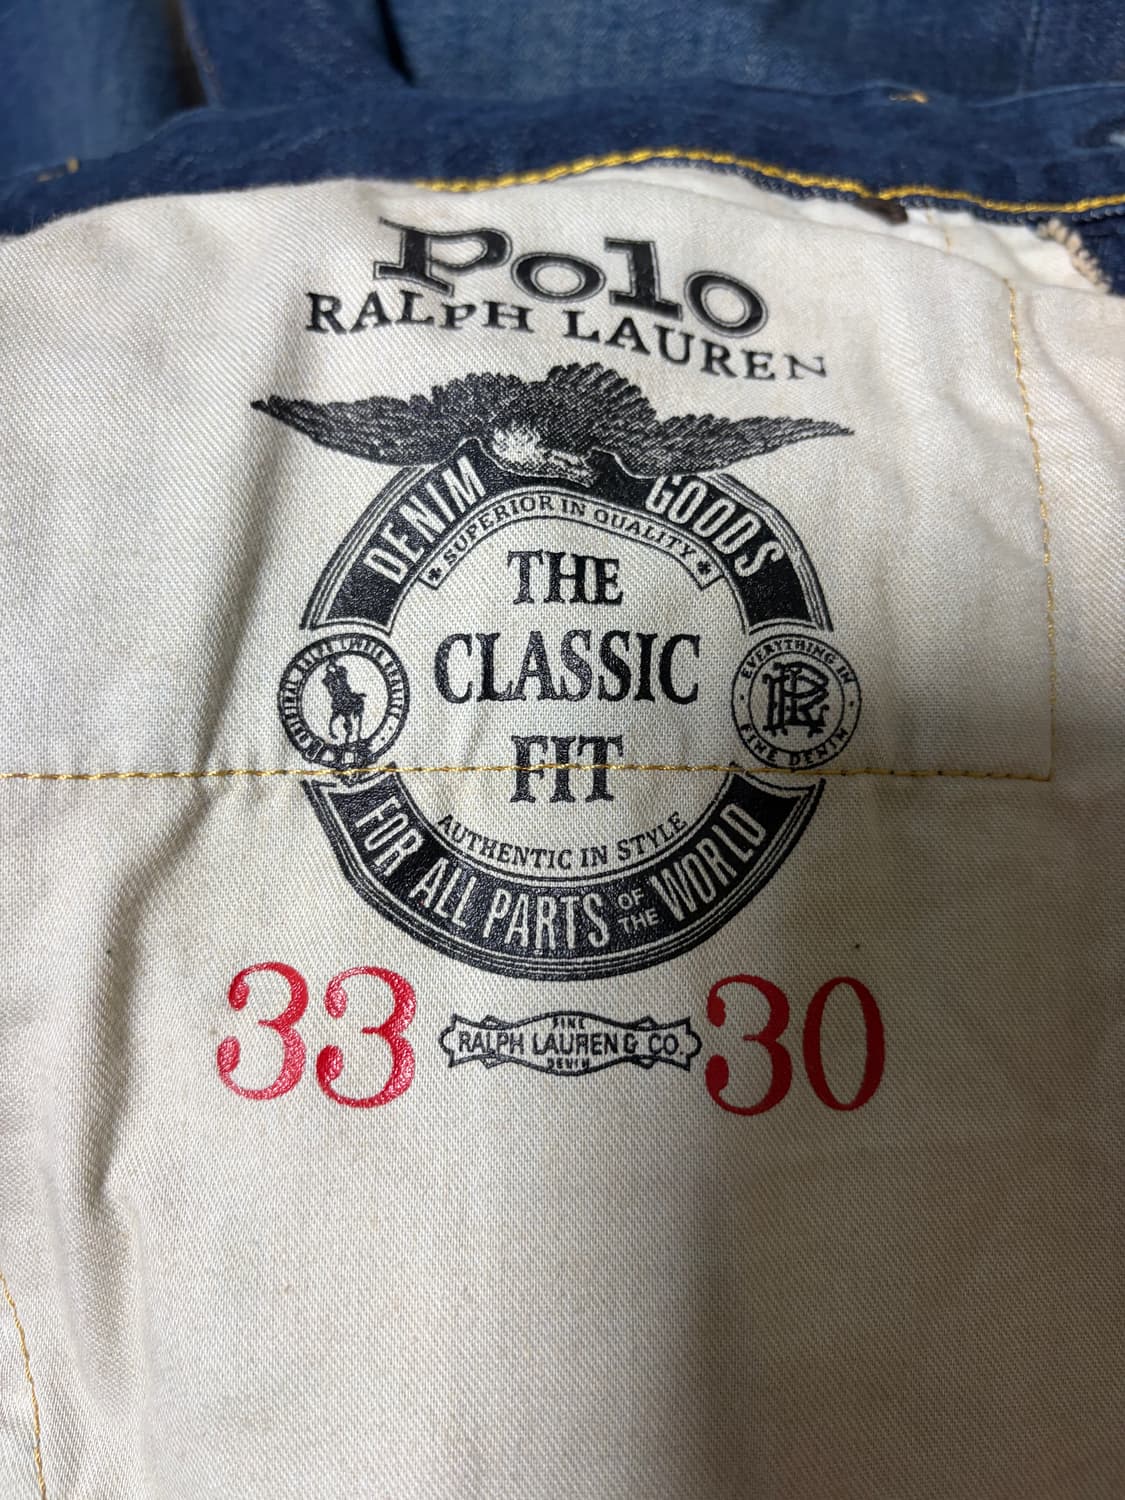 Polo
RALPH LAUREN
DENIM GOODS
* SUPERIOR IN QUALITY *
THE
CLASSIC
FIT
EVERYTHING IN
RL
FINE DENIM
AUTHENTIC IN STYLE
FOR ALL PARTS OF THE WORLD
33
FINE
RALPH LAUREN & CO.
DENIM
30